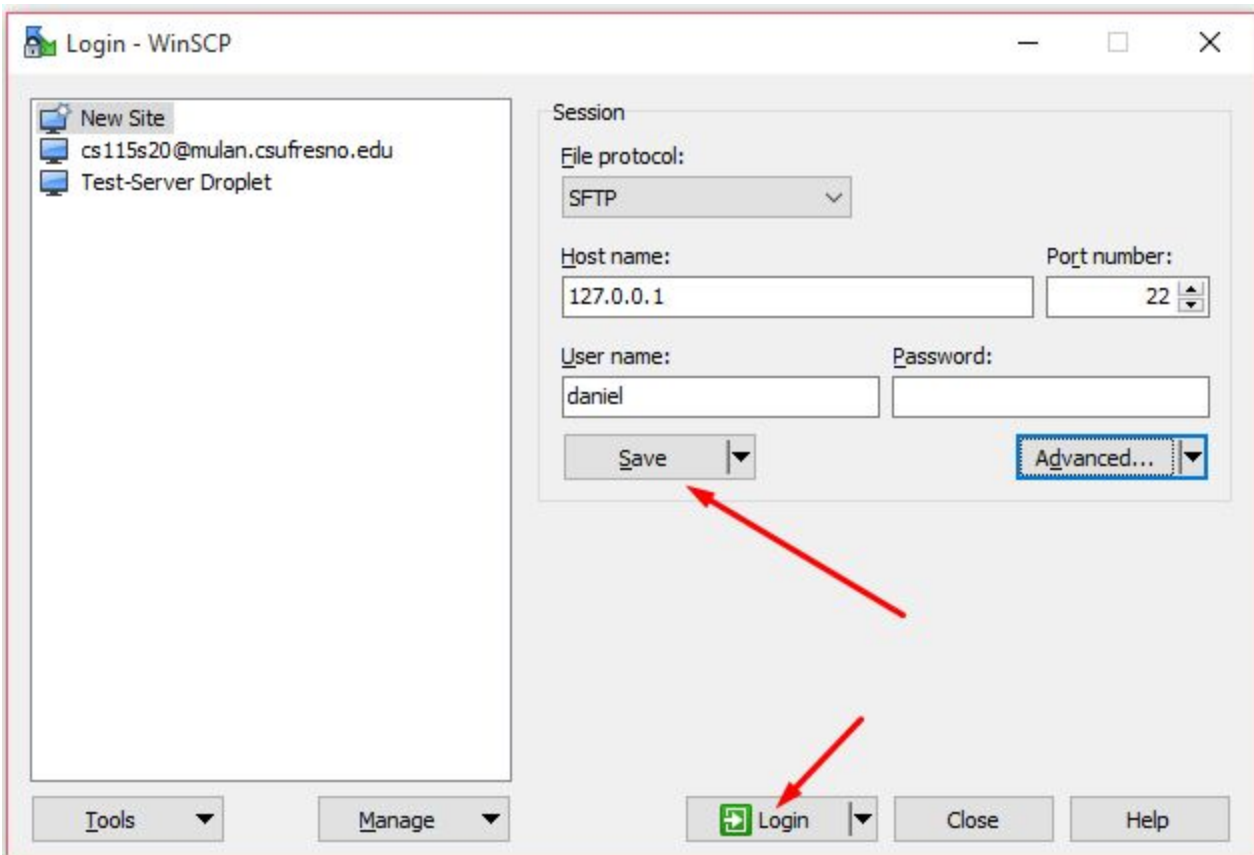 Login - WinSCP
New Site
cs115s20@mulan.csufresno.edu
Test-Server Droplet
Session
File protocol:
SFTP
Host name:
Port number:
127.0.0.1
22
User name:
Password:
daniel
Save
Advanced...
Tools
Manage
Login
Close
Help